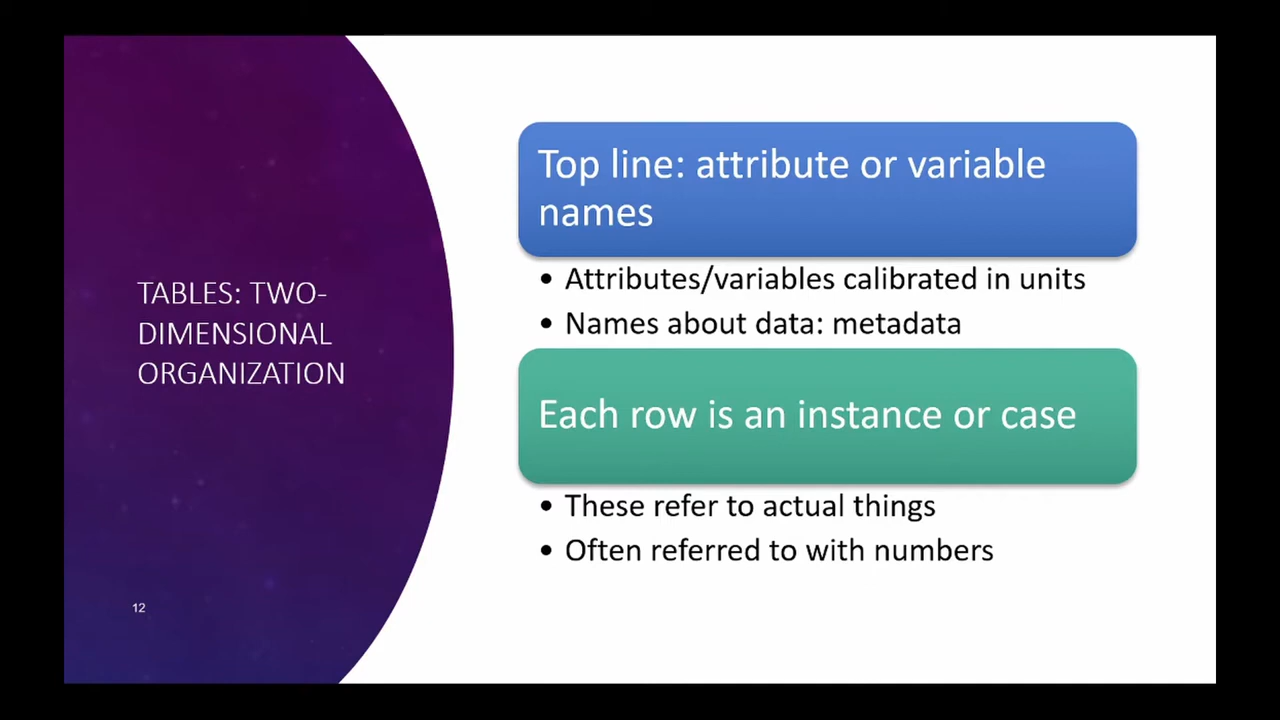 TABLES: TWO-
DIMENSIONAL
ORGANIZATION
12
Top line: attribute or variable
names
• Attributes/variables calibrated in units
• Names about data: metadata
Each row is an instance or case
• These refer to actual things
• Often referred to with numbers